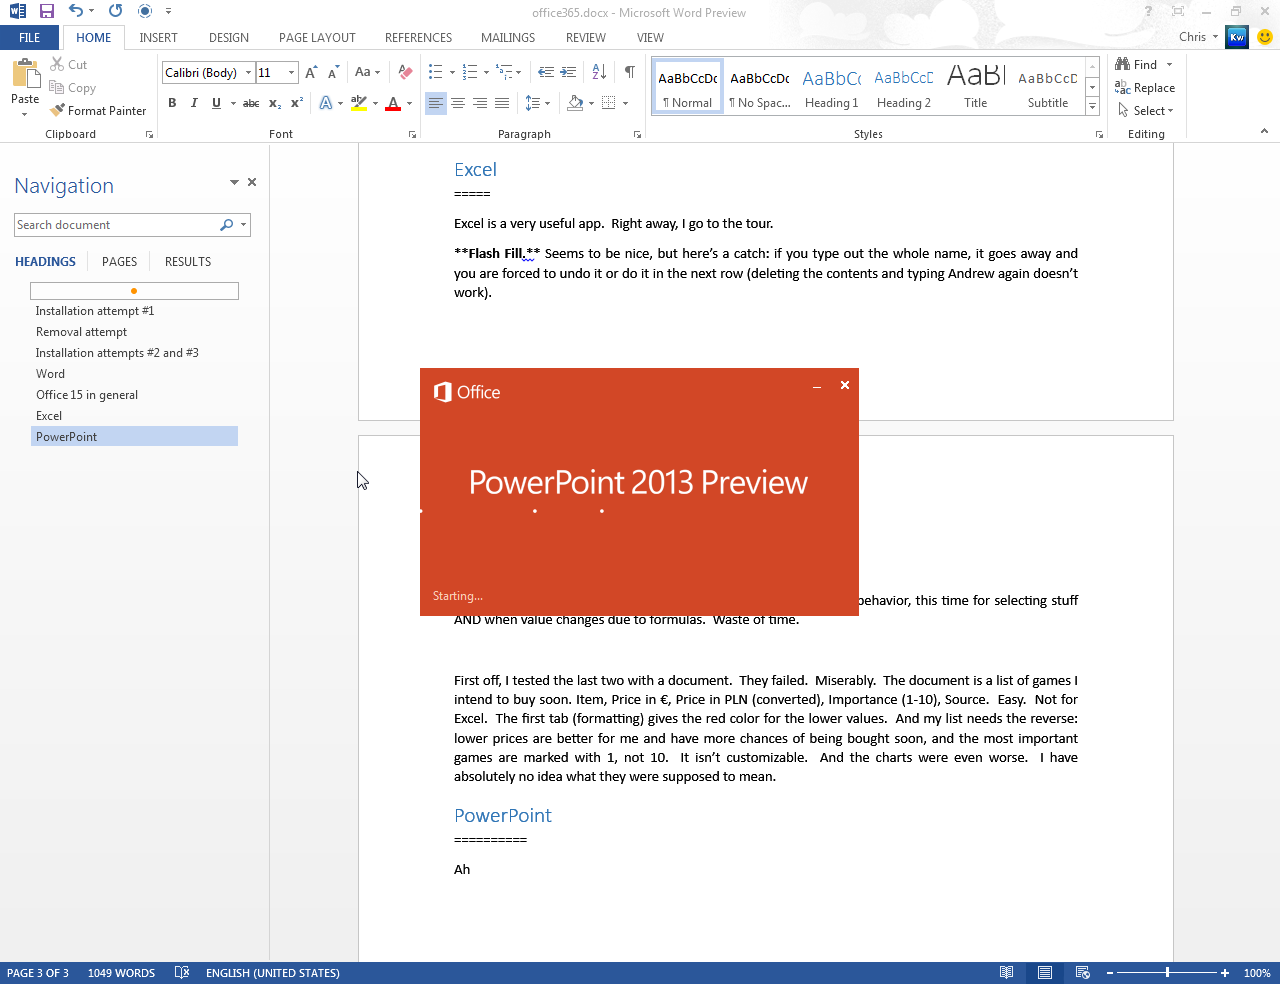 office365.docx - Microsoft Word Preview
FILE HOME INSERT DESIGN PAGE LAYOUT REFERENCES MAILINGS REVIEW VIEW Chris Kw
Paste
Cut
Copy
Format Painter
Clipboard
Calibri (Body) 11
Aa
B I U abc x₂ x² A ab A
Font
Paragraph
AaBbCcDc AaBbCcDc AaBbCc AaBbCcD AaB AaBbCcD
¶ Normal ¶ No Spac... Heading 1 Heading 2 Title Subtitle
Styles
Find
Replace
Select
Editing
Navigation
Search document
HEADINGS PAGES RESULTS
Installation attempt #1
Removal attempt
Installation attempts #2 and #3
Word
Office 15 in general
Excel
PowerPoint
Excel
=====
Excel is a very useful app.  Right away, I go to the tour.
**Flash Fill.** Seems to be nice, but here’s a catch: if you type out the whole name, it goes away and
you are forced to undo it or do it in the next row (deleting the contents and typing Andrew again doesn’t
work).
Office
PowerPoint 2013 Preview
Starting...
behavior, this time for selecting stuff
AND when value changes due to formulas.  Waste of time.
First off, I tested the last two with a document.  They failed.  Miserably.  The document is a list of games I
intend to buy soon. Item, Price in €, Price in PLN (converted), Importance (1-10), Source.  Easy.  Not for
Excel.  The first tab (formatting) gives the red color for the lower values.  And my list needs the reverse:
lower prices are better for me and have more chances of being bought soon, and the most important
games are marked with 1, not 10.  It isn’t customizable.  And the charts were even worse.  I have
absolutely no idea what they were supposed to mean.
PowerPoint
==========
Ah
PAGE 3 OF 3 1049 WORDS ENGLISH (UNITED STATES) 100%